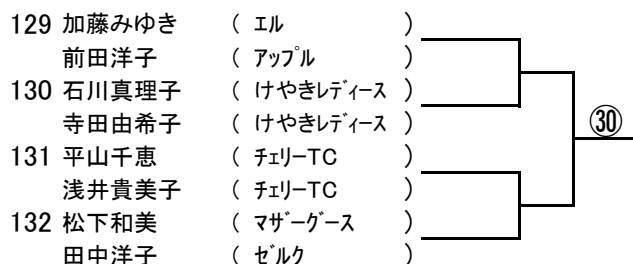 129 加藤みゆき ( エル )
前田洋子 ( アップル )
130 石川真理子 ( けやきレディース )
寺田由希子 ( けやきレディース )
㉚
131 平山千恵 ( チェリーTC )
浅井貴美子 ( チェリーTC )
132 松下和美 ( マザーグース )
田中洋子 ( ゼルク )